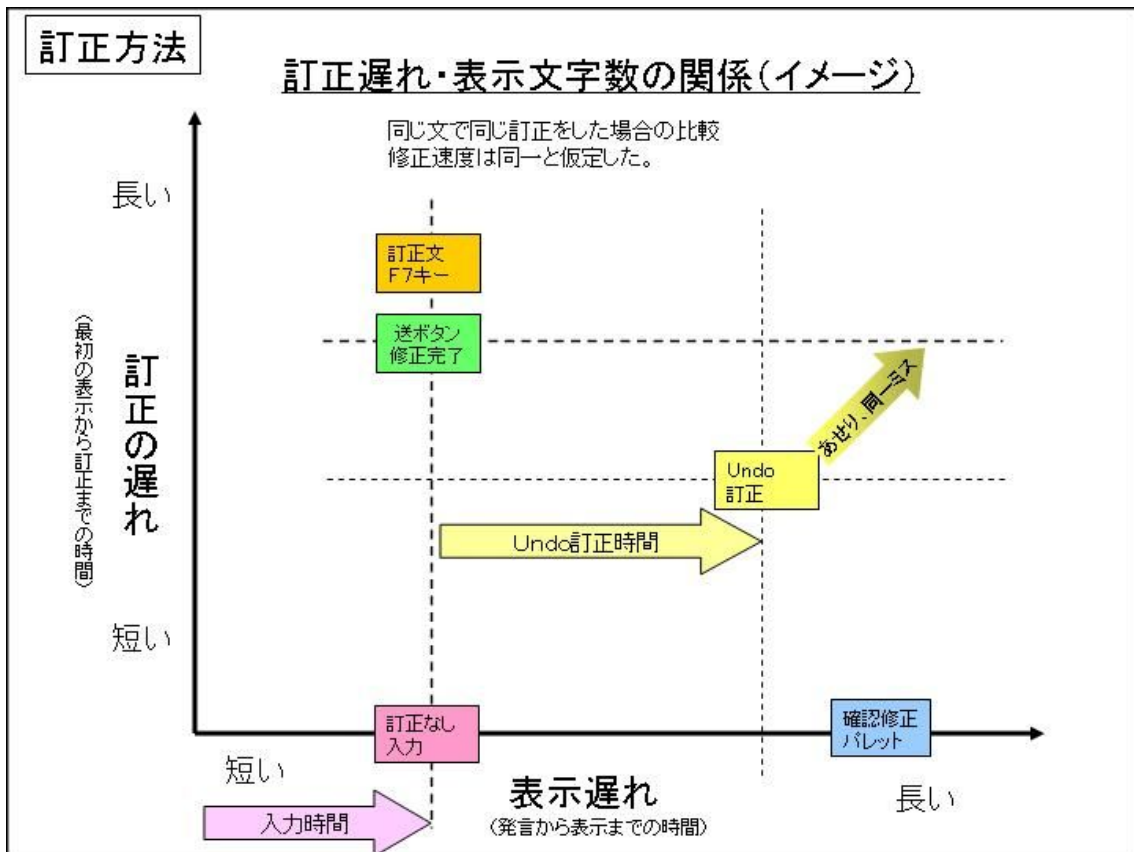 訂正方法
訂正遅れ・表示文字数の関係(イメージ)
同じ文で同じ訂正をした場合の比較
修正速度は同一と仮定した。
長い
訂正文
F7キー
送ボタン
修正完了
訂正の遅れ
(最初の表示から訂正までの時間)
あせり、同一ミス
Undo
訂正
Undo訂正時間
短い
訂正なし
入力
確認修正
パレット
短い
表示遅れ
(発言から表示までの時間)
長い
入力時間